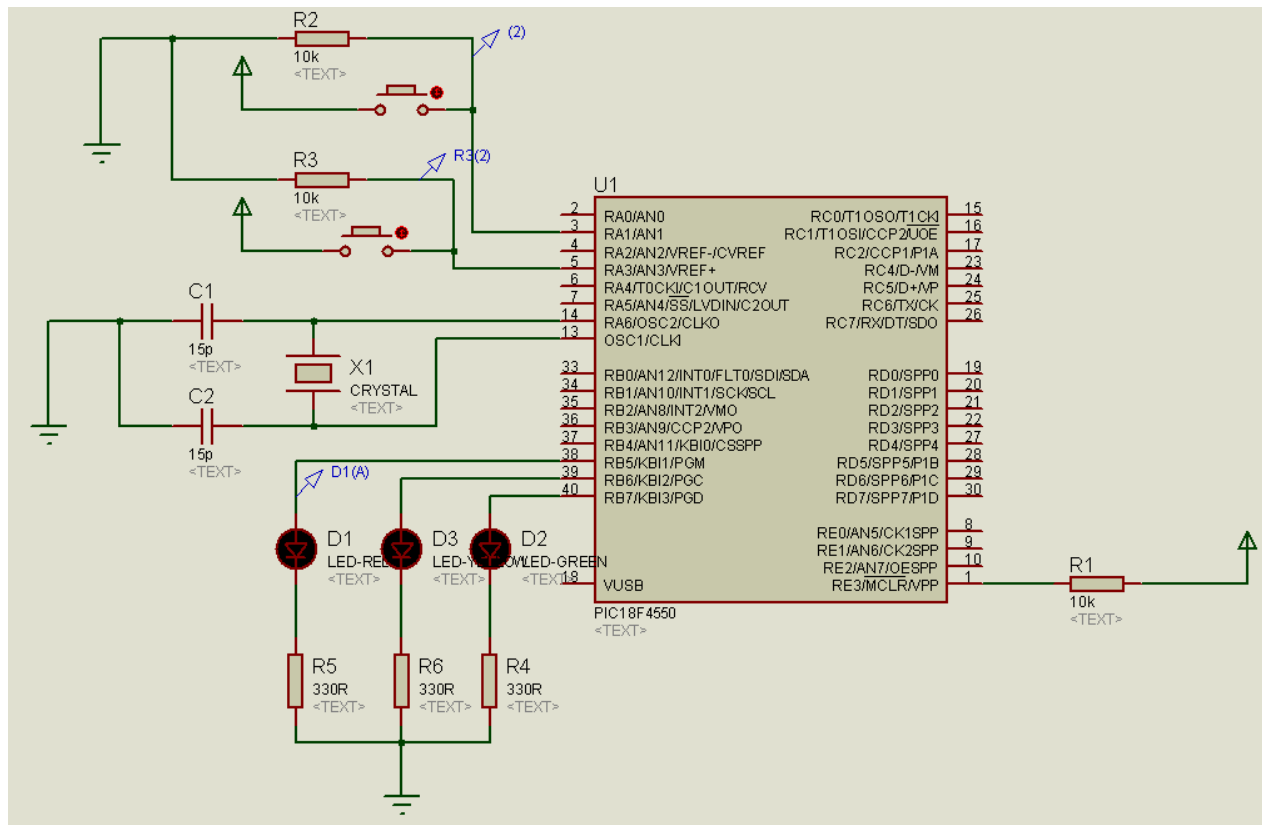 R2
10k
<TEXT>
(2)
R3
10k
<TEXT>
R3(2)
C1
15p
<TEXT>
C2
15p
<TEXT>
X1
CRYSTAL
<TEXT>
U1
2 RA0/AN0
3 RA1/AN1
4 RA2/AN2/VREF-/CVREF
5 RA3/AN3/VREF+
6 RA4/T0CKI/C1OUT/RCV
7 RA5/AN4/SS/LVDIN/C2OUT
14 RA6/OSC2/CLKO
13 OSC1/CLKI
33 RB0/AN12/INT0/FLT0/SDI/SDA
34 RB1/AN10/INT1/SCK/SCL
35 RB2/AN8/INT2/VMO
36 RB3/AN9/CCP2/VPO
37 RB4/AN11/KBI0/CSSPP
38 RB5/KBI1/PGM
39 RB6/KBI2/PGC
40 RB7/KBI3/PGD
18 VUSB
RC0/T1OSO/T1CKI 15
RC1/T1OSI/CCP2/UOE 16
RC2/CCP1/P1A 17
RC4/D-/VM 23
RC5/D+/VP 24
RC6/TX/CK 25
RC7/RX/DT/SDO 26
RD0/SPP0 19
RD1/SPP1 20
RD2/SPP2 21
RD3/SPP3 22
RD4/SPP4 27
RD5/SPP5/P1B 28
RD6/SPP6/P1C 29
RD7/SPP7/P1D 30
RE0/AN5/CK1SPP 8
RE1/AN6/CK2SPP 9
RE2/AN7/OESPP 10
RE3/MCLR/VPP 1
PIC18F4550
<TEXT>
R1
10k
<TEXT>
D1(A)
D1
LED-RED
<TEXT>
D3
LED-YELLOW
<TEXT>
D2
LED-GREEN
<TEXT>
R5
330R
<TEXT>
R6
330R
<TEXT>
R4
330R
<TEXT>